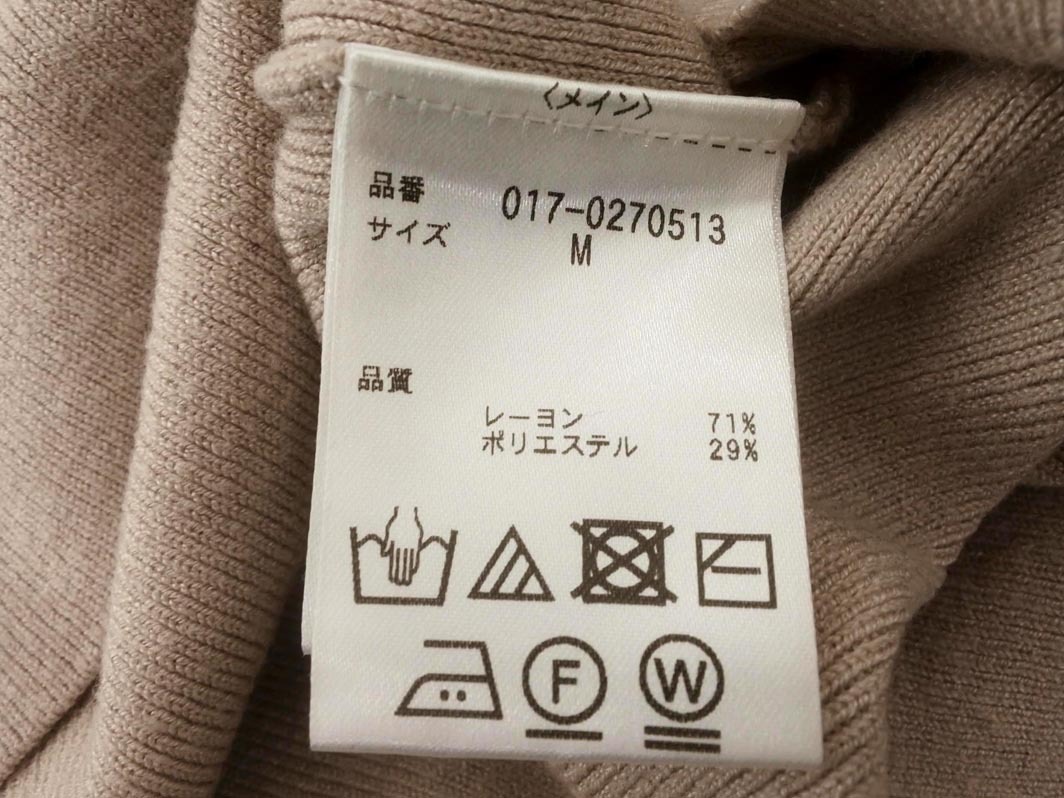 〈メイン〉
品番 017-0270513
サイズ M
品質
レーヨン 71%
ポリエステル 29%
F W